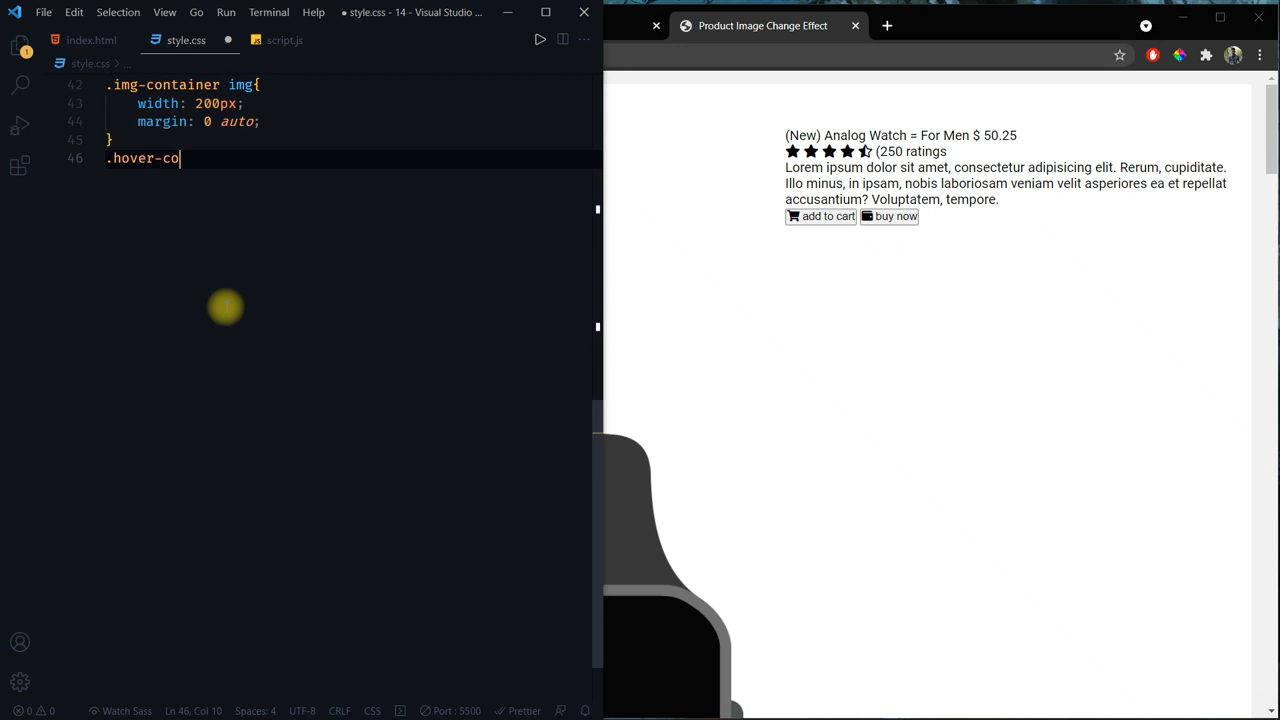 File Edit Selection View Go Run Terminal Help ● style.css - 14 - Visual Studio ...
index.html style.css ● script.js
style.css > ...
42 .img-container img{
43 width: 200px;
44 margin: 0 auto;
45 }
46 .hover-co
1
0 0 Watch Sass Ln 46, Col 10 Spaces: 4 UTF-8 CRLF CSS Port : 5500 Prettier
Product Image Change Effect
(New) Analog Watch = For Men $ 50.25
(250 ratings
Lorem ipsum dolor sit amet, consectetur adipisicing elit. Rerum, cupiditate.
Illo minus, in ipsam, nobis laboriosam veniam velit asperiores ea et repellat
accusantium? Voluptatem, tempore.
add to cart buy now